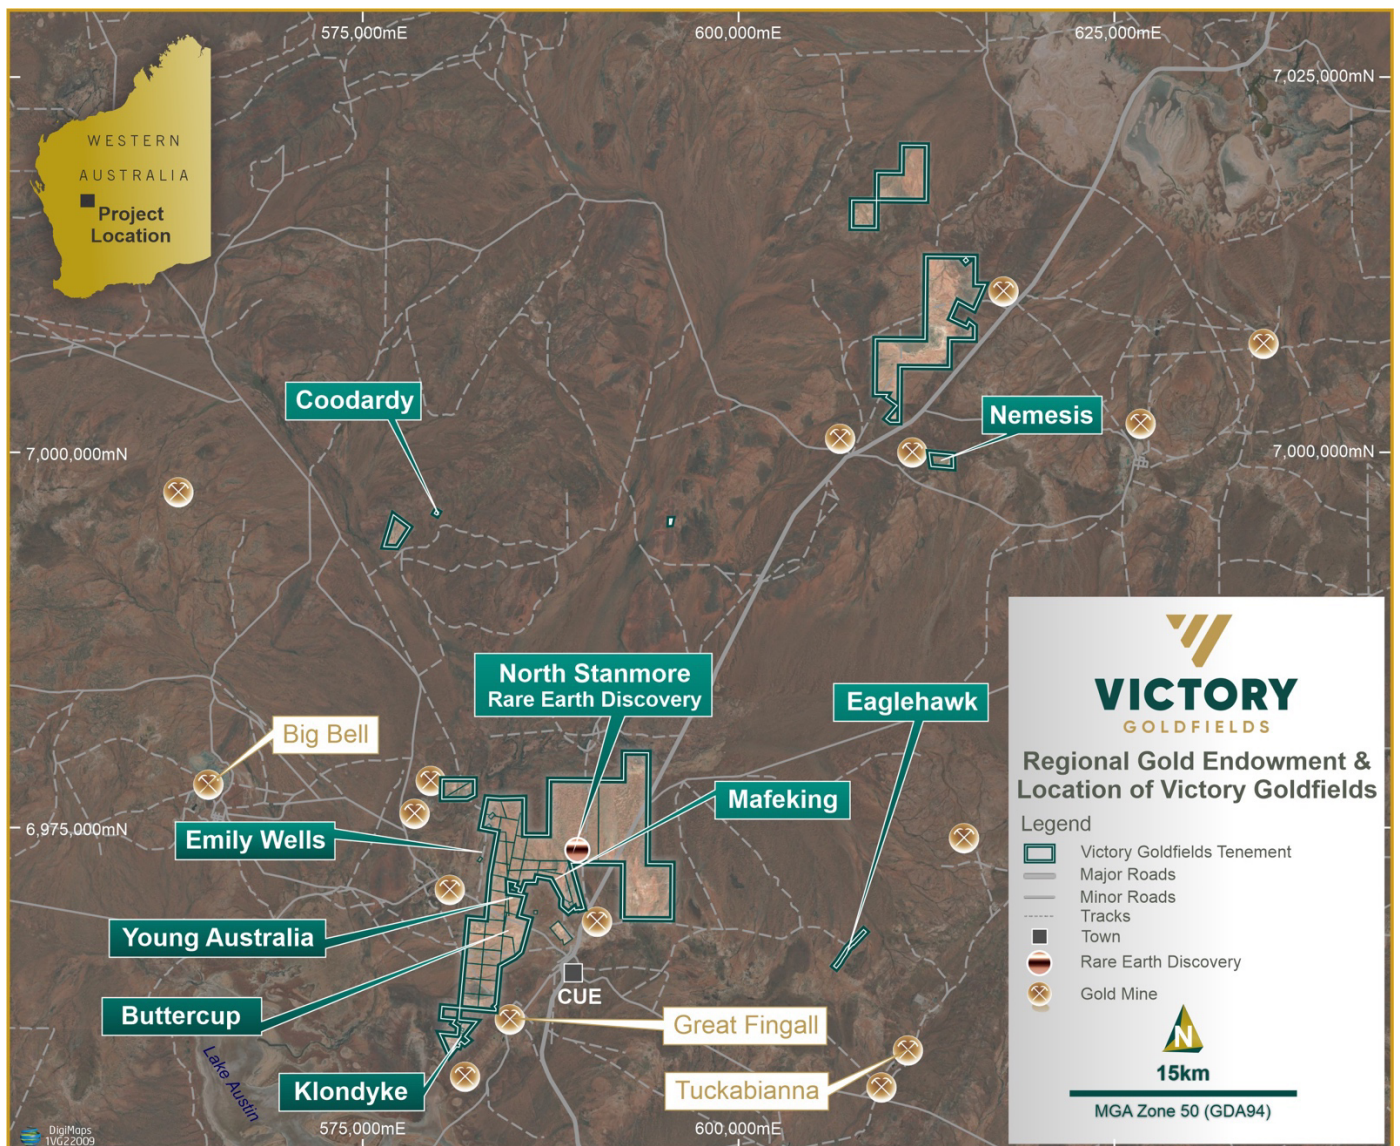 575,000mE
600,000mE
625,000mE
7,025,000mN
WESTERN
AUSTRALIA
Project
Location
Coodardy
Nemesis
7,000,000mN
7,000,000mN
North Stanmore
Rare Earth Discovery
Eaglehawk
Big Bell
Mafeking
6,975,000mN
Emily Wells
Young Australia
CUE
Buttercup
Great Fingall
Lake Austin
Klondyke
Tuckabianna
VICTORY
GOLDFIELDS
Regional Gold Endowment &
Location of Victory Goldfields
Legend
Victory Goldfields Tenement
Major Roads
Minor Roads
Tracks
Town
Rare Earth Discovery
Gold Mine
N
15km
MGA Zone 50 (GDA94)
DigiMaps
1VG22009
575,000mE
600,000mE